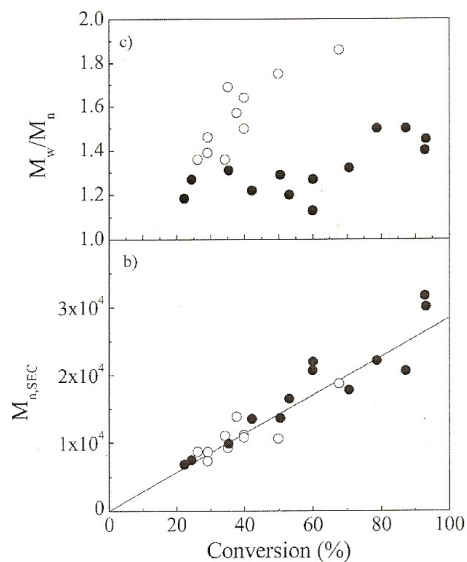 2.0
c)
1.8
1.6
1.4
1.2
1.0
M_w/M_n
b)
3x10^4
2x10^4
1x10^4
0
M_n,SEC
0 20 40 60 80 100
Conversion (%)